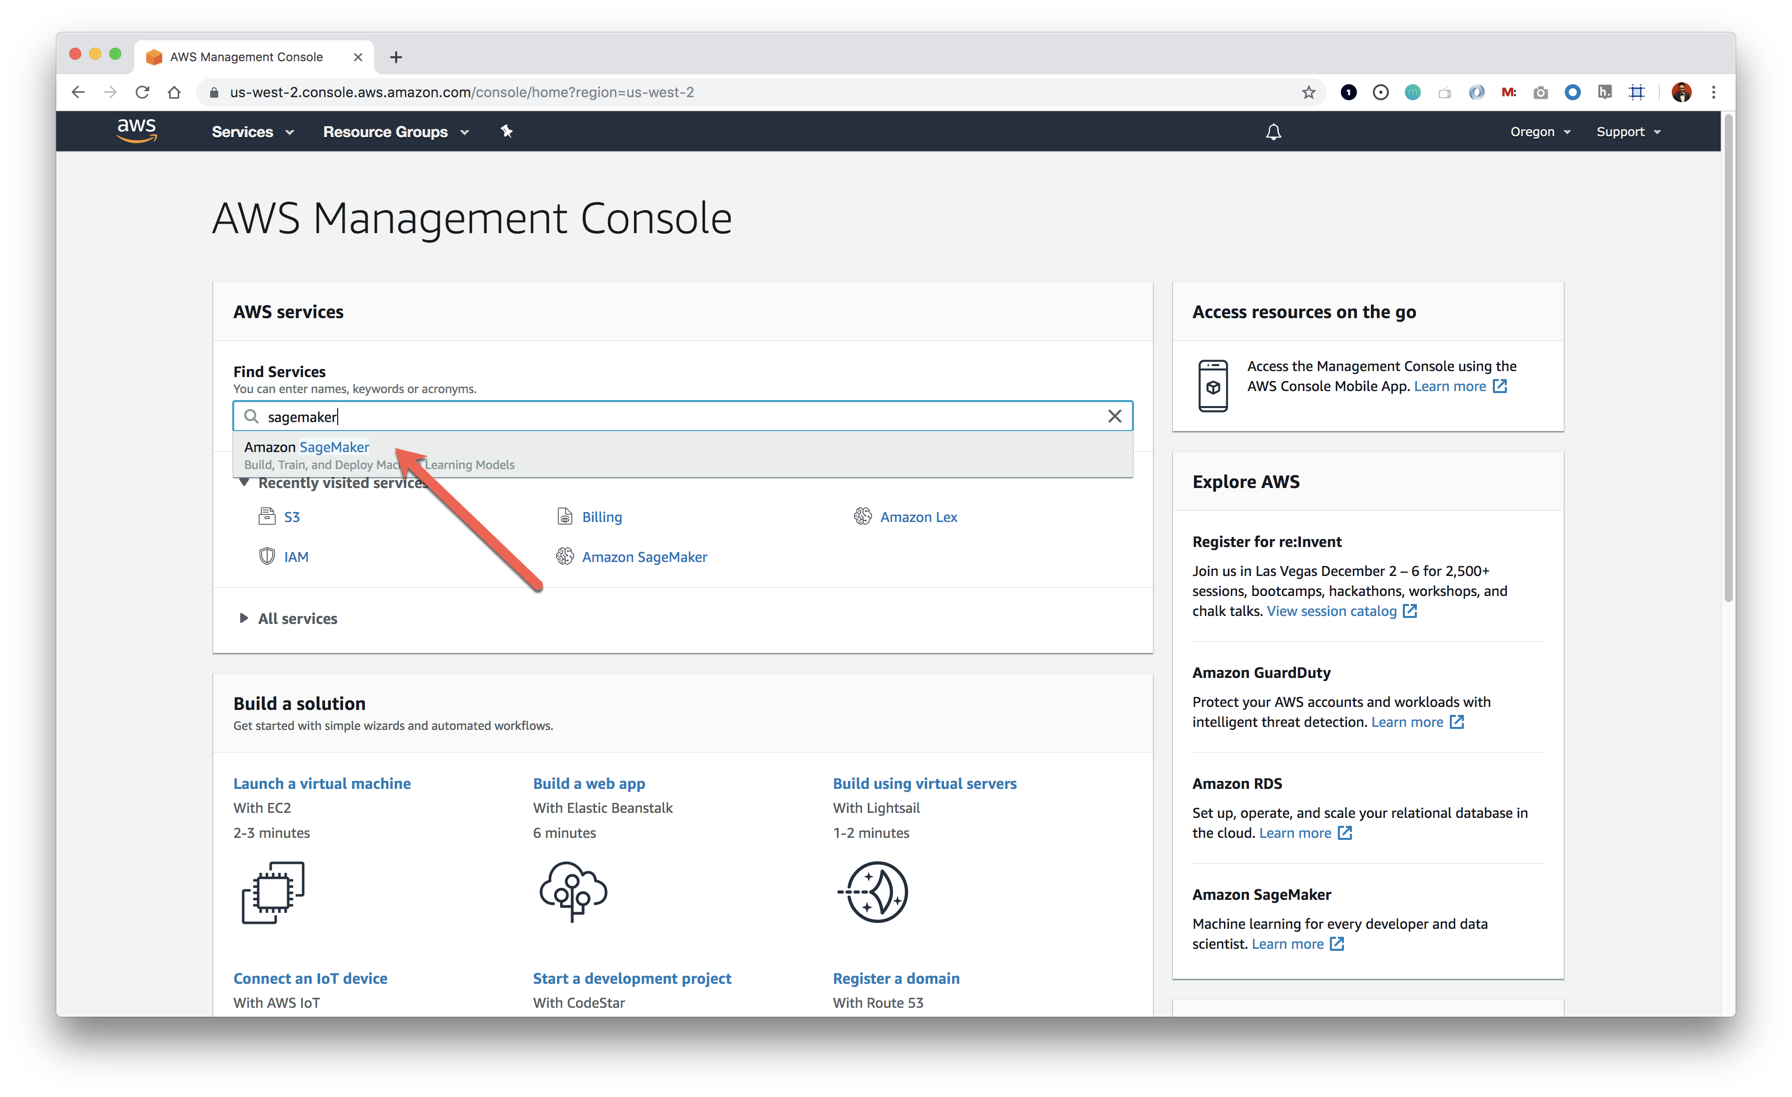 AWS Management Console
us-west-2.console.aws.amazon.com/console/home?region=us-west-2
1
M:
h.
aws
Services
Resource Groups
Oregon
Support
AWS Management Console
AWS services
Find Services
You can enter names, keywords or acronyms.
sagemaker
Amazon SageMaker
Build, Train, and Deploy Learning Models
Recently visited services
S3
Billing
Amazon Lex
IAM
Amazon SageMaker
All services
Build a solution
Get started with simple wizards and automated workflows.
Launch a virtual machine
With EC2
2-3 minutes
Build a web app
With Elastic Beanstalk
6 minutes
Build using virtual servers
With Lightsail
1-2 minutes
Connect an IoT device
With AWS IoT
Start a development project
With CodeStar
Register a domain
With Route 53
Access resources on the go
Access the Management Console using the
AWS Console Mobile App. Learn more
Explore AWS
Register for re:Invent
Join us in Las Vegas December 2 – 6 for 2,500+
sessions, bootcamps, hackathons, workshops, and
chalk talks. View session catalog
Amazon GuardDuty
Protect your AWS accounts and workloads with
intelligent threat detection. Learn more
Amazon RDS
Set up, operate, and scale your relational database in
the cloud. Learn more
Amazon SageMaker
Machine learning for every developer and data
scientist. Learn more